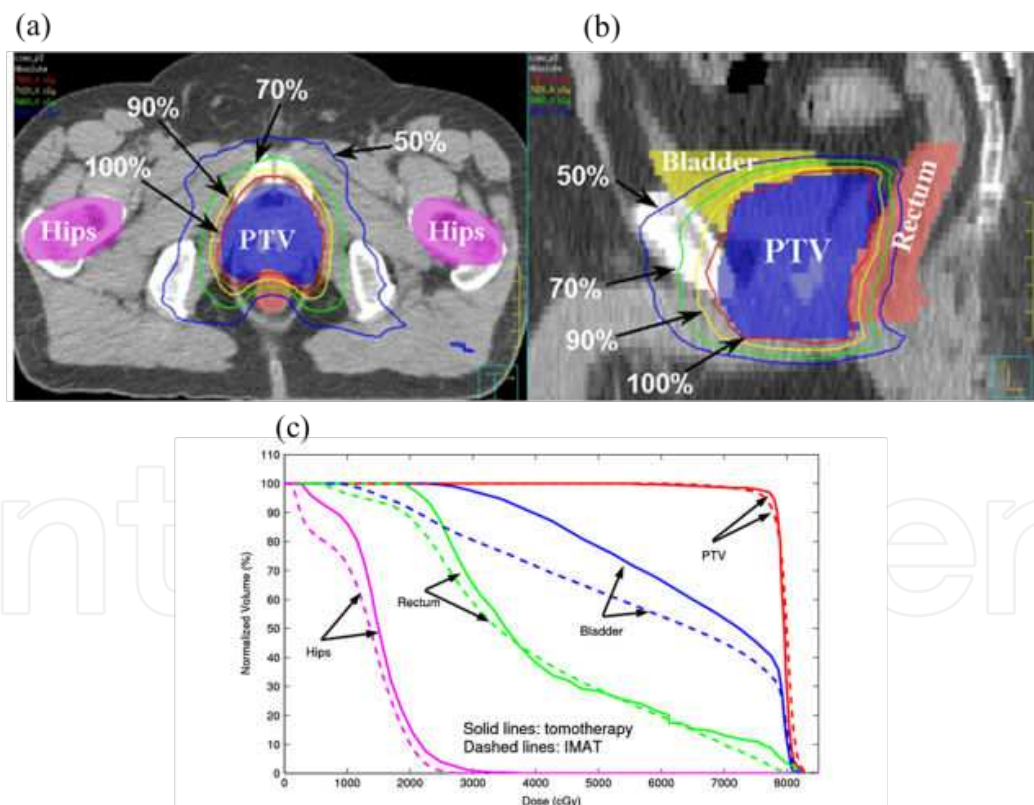 (a)
(b)
70%
90%
50%
100%
Hips
PTV
Hips
Bladder
50%
PTV
Rectum
70%
90%
100%
(c)
110
100
90
80
70
60
50
40
30
20
10
0
Normalized Volume (%)
PTV
Rectum
Bladder
Hips
Solid lines: tomotherapy
Dashed lines: IMAT
0 1000 2000 3000 4000 5000 6000 7000 8000
Dose (cGy)